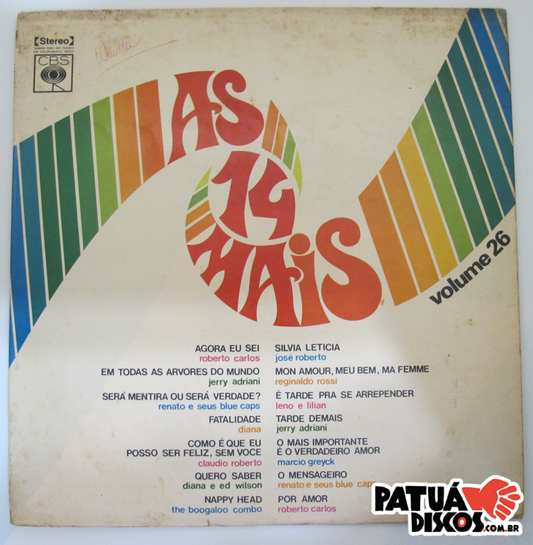 Stereo
CBS
AS
14
MAIS
volume 26
AGORA EU SEI
roberto carlos
EM TODAS AS ARVORES DO MUNDO
jerry adriani
SERÁ MENTIRA OU SERÁ VERDADE?
renato e seus blue caps
FATALIDADE
diana
COMO É QUE EU
POSSO SER FELIZ, SEM VOCE
claudio roberto
QUERO SABER
diana e ed wilson
NAPPY HEAD
the boogaloo combo
SILVIA LETICIA
josé roberto
MON AMOUR, MEU BEM, MA FEMME
reginaldo rossi
É TARDE PRA SE ARREPENDER
leno e lilian
TARDE DEMAIS
jerry adriani
O MAIS IMPORTANTE
É O VERDADEIRO AMOR
marcio greyck
O MENSAGEIRO
renato e seus blue caps
POR AMOR
roberto carlos
PATUÁ
DISCOS.COM.BR